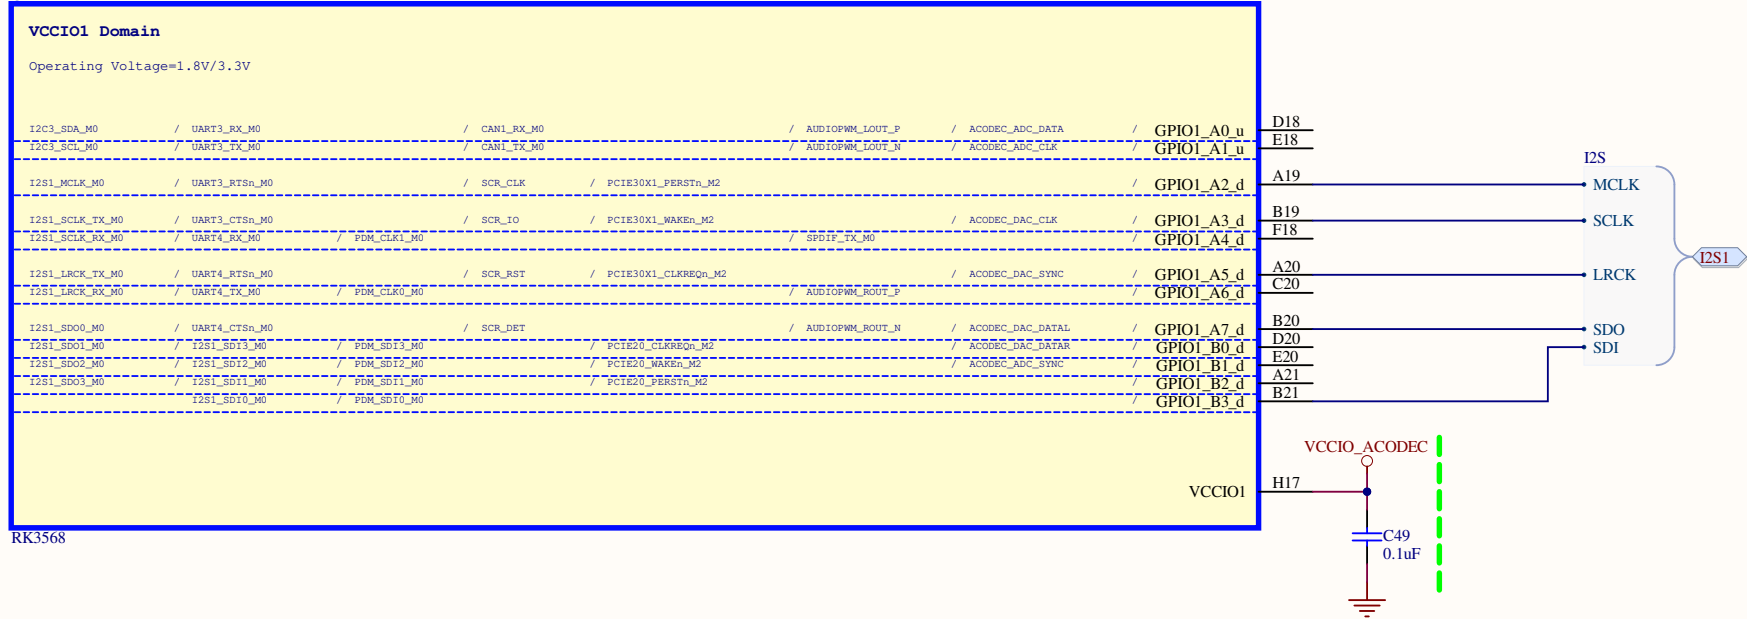 VCCIO1 Domain
Operating Voltage=1.8V/3.3V
I2C3_SDA_M0 / UART3_RX_M0 / CAN1_RX_M0 / AUDIOPWM_LOUT_P / ACODEC_ADC_DATA / GPIO1_A0_u D18
I2C3_SCL_M0 / UART3_TX_M0 / CAN1_TX_M0 / AUDIOPWM_LOUT_N / ACODEC_ADC_CLK / GPIO1_A1_u E18
I2S
I2S1_MCLK_M0 / UART3_RTSn_M0 / SCR_CLK / PCIE30X1_PERSTn_M2 / GPIO1_A2_d A19 MCLK
I2S1_SCLK_TX_M0 / UART3_CTSn_M0 / SCR_IO / PCIE30X1_WAKEn_M2 / ACODEC_DAC_CLK / GPIO1_A3_d B19 SCLK
I2S1_SCLK_RX_M0 / UART4_RX_M0 / PDM_CLK1_M0 / SPDIF_TX_M0 / GPIO1_A4_d F18
I2S1
I2S1_LRCK_TX_M0 / UART4_RTSn_M0 / SCR_RST / PCIE30X1_CLKREQn_M2 / ACODEC_DAC_SYNC / GPIO1_A5_d A20 LRCK
I2S1_LRCK_RX_M0 / UART4_TX_M0 / PDM_CLK0_M0 / AUDIOPWM_ROUT_P / GPIO1_A6_d C20
I2S1_SDO0_M0 / UART4_CTSn_M0 / SCR_DET / AUDIOPWM_ROUT_N / ACODEC_DAC_DATAL / GPIO1_A7_d B20 SDO
I2S1_SDO1_M0 / I2S1_SDI3_M0 / PDM_SDI3_M0 / PCIE20_CLKREQn_M2 / ACODEC_DAC_DATAR / GPIO1_B0_d D20 SDI
I2S1_SDO2_M0 / I2S1_SDI2_M0 / PDM_SDI2_M0 / PCIE20_WAKEn_M2 / ACODEC_ADC_SYNC / GPIO1_B1_d E20
I2S1_SDO3_M0 / I2S1_SDI1_M0 / PDM_SDI1_M0 / PCIE20_PERSTn_M2 / GPIO1_B2_d A21
I2S1_SDI0_M0 / PDM_SDI0_M0 / GPIO1_B3_d B21
VCCIO_ACODEC
VCCIO1 H17
RK3568
C49
0.1uF